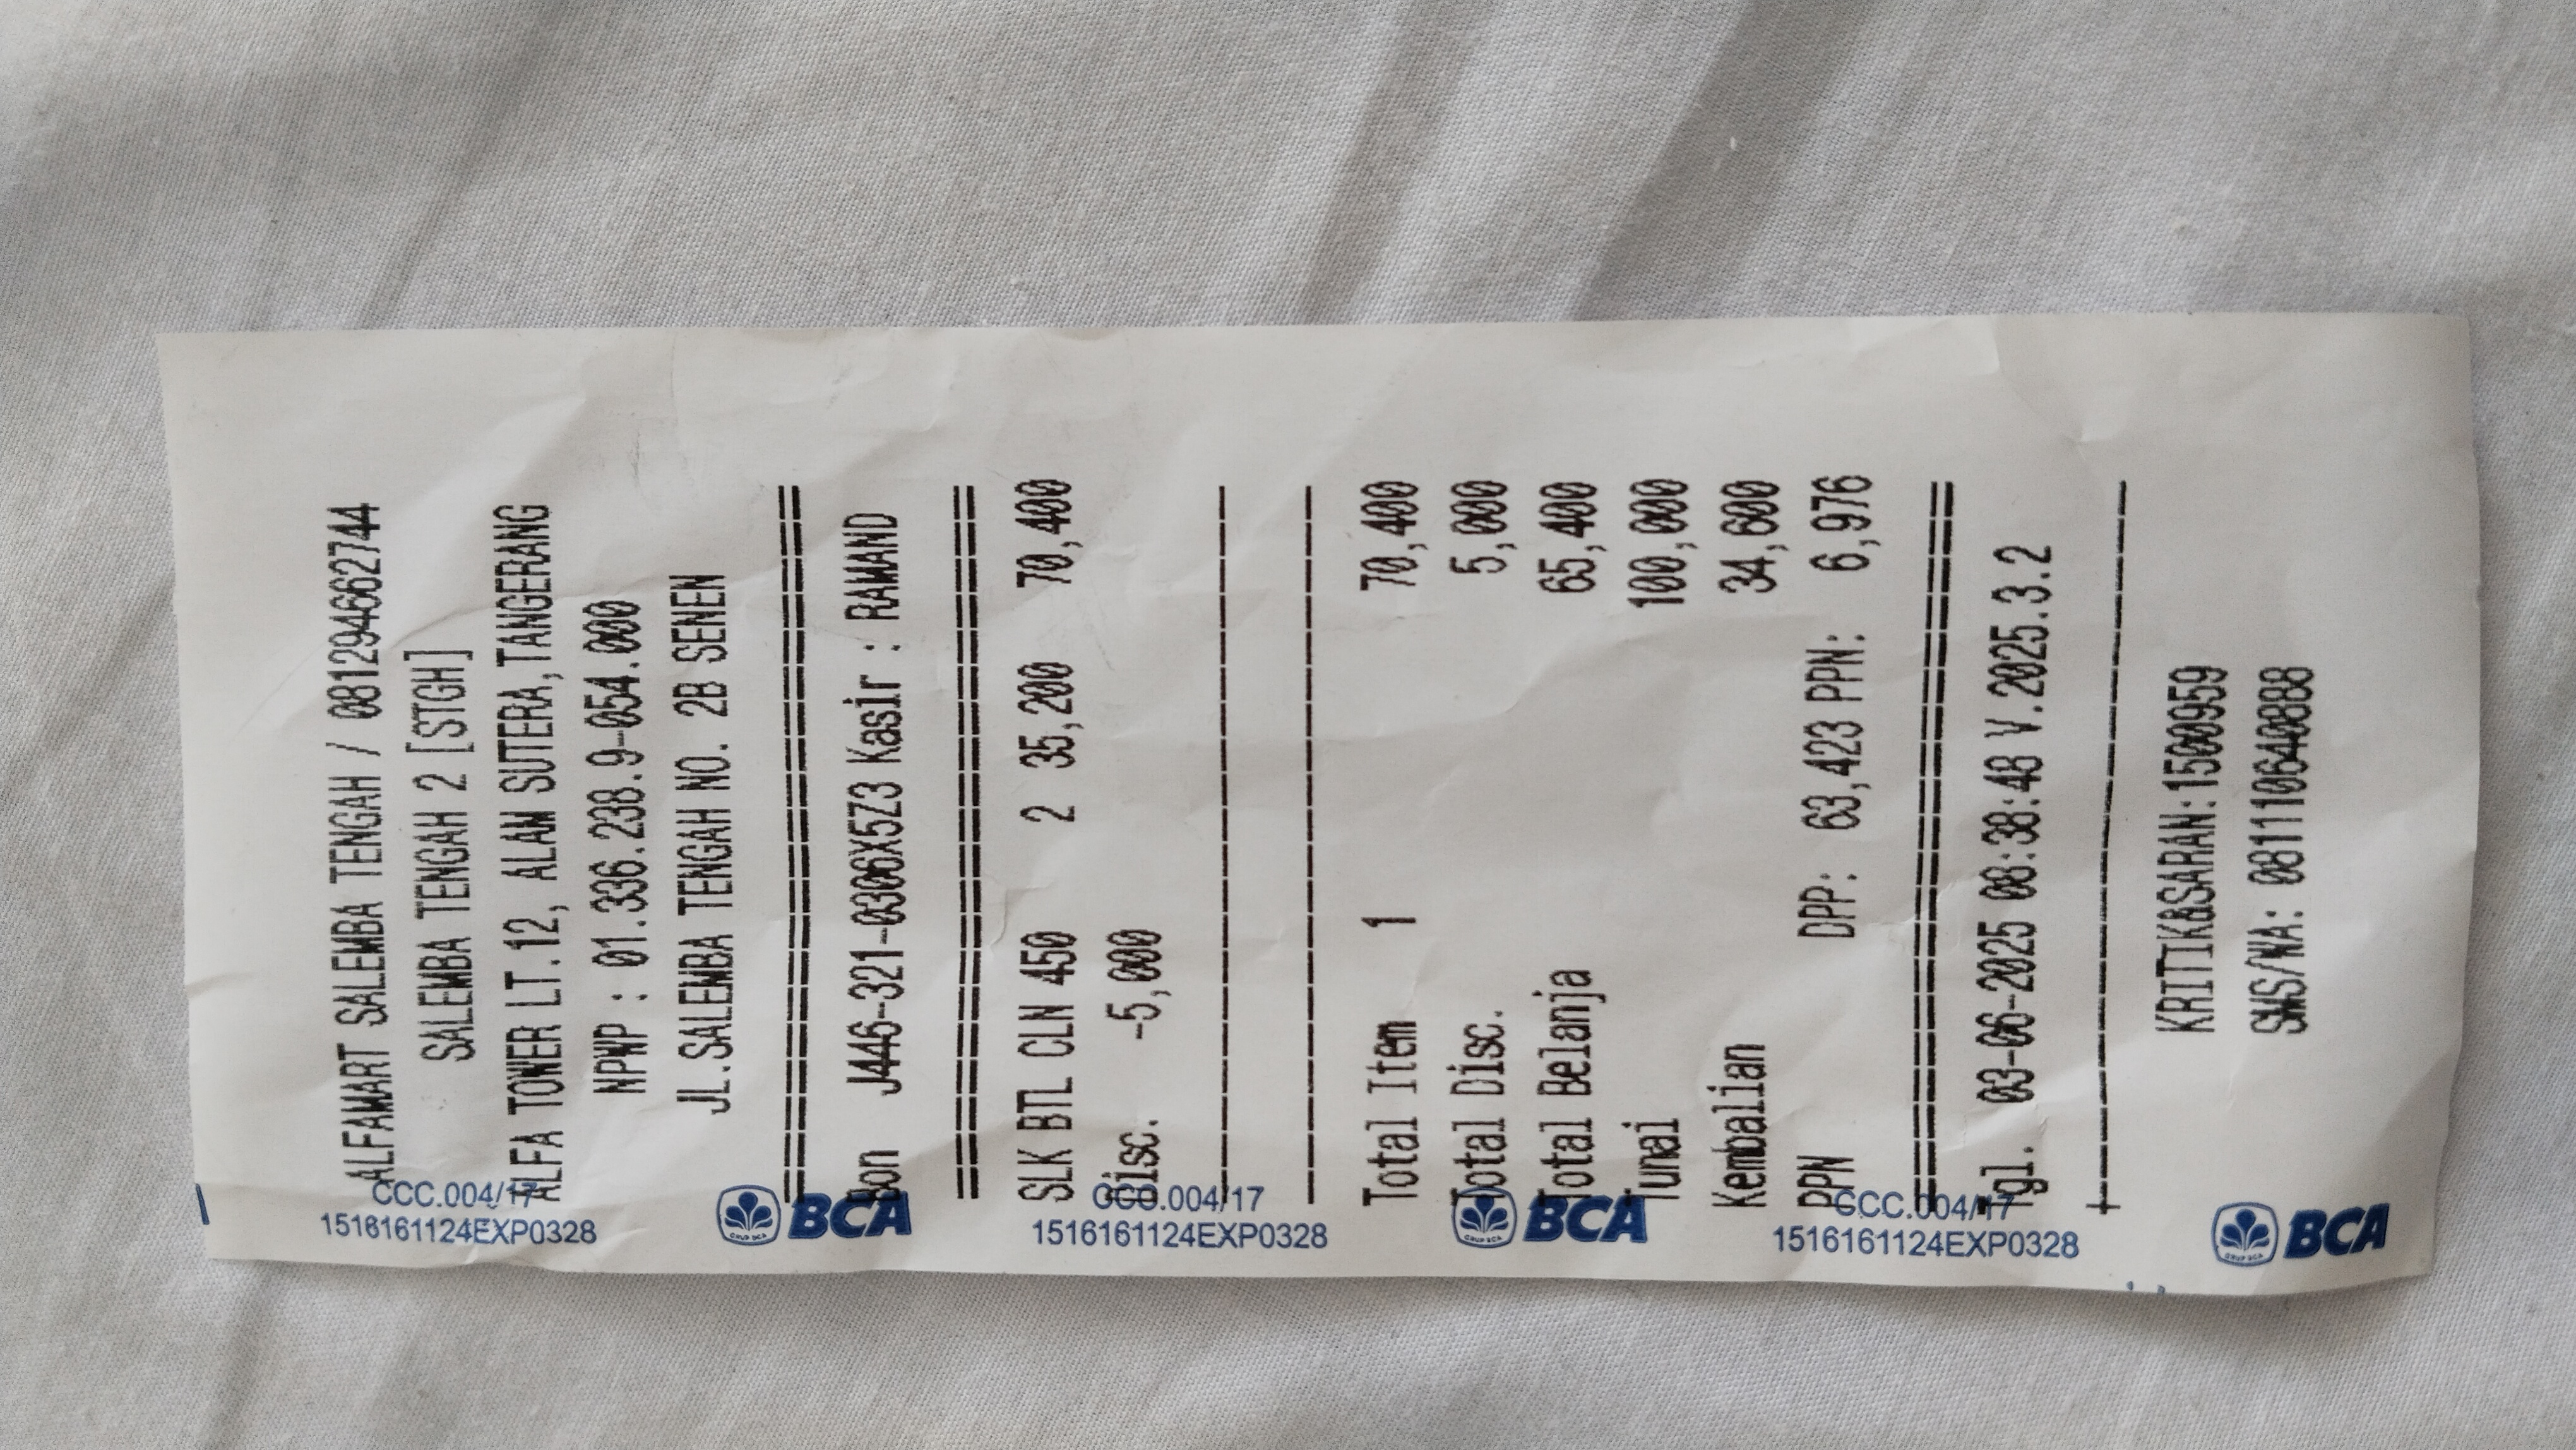 ALFAMART SALEMBA TENGAH / 081294662744
SALEMBA TENGAH 2 [STGH]
ALFA TOWER LT.12, ALAM SUTERA,TANGERANG
NPWP : 01.336.238.9-054.000
JL.SALEMBA TENGAH NO. 2B SENEN
Bon J446-321-0306X5Z3 Kasir : RAMAND
SLK BTL CLN 450 2 35,200 70,400
Disc. -5,000
Total Item 1 70,400
Total Disc. 5,000
Total Belanja 65,400
Tunai 100,000
Kembalian 34,600
PPN DPP: 63,423 PPN: 6,976
Tgl. 03-06-2025 08:38:48 V.2025.3.2
KRITIK&SARAN:1500959
SMS/WA: 081110640888
CCC.004/17
1516161124EXP0328
BCA
CCC.004/17
1516161124EXP0328
BCA
CCC.004/17
1516161124EXP0328
BCA